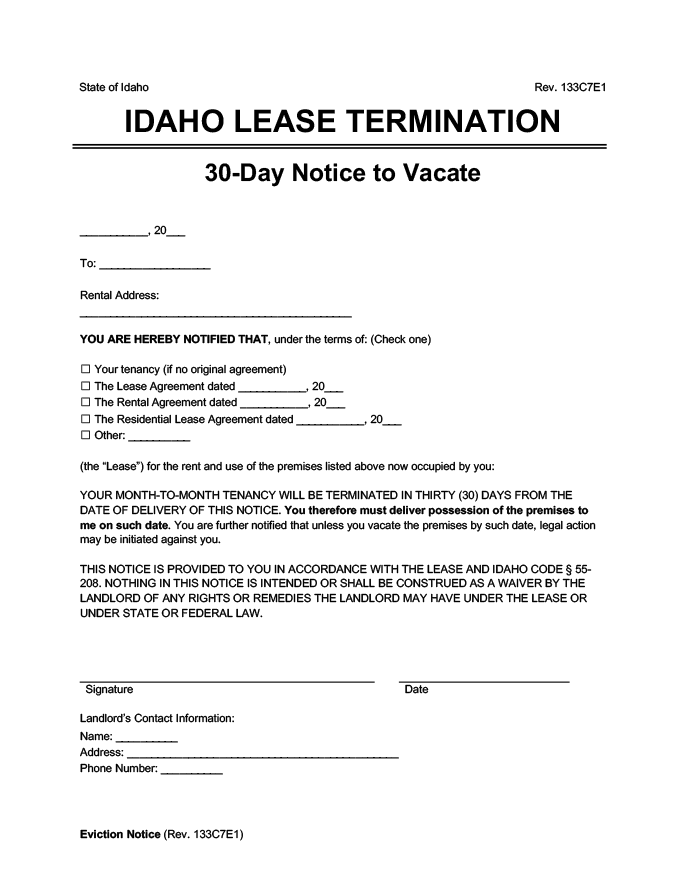 State of Idaho Rev. 133C7E1
IDAHO LEASE TERMINATION
30-Day Notice to Vacate
___________, 20___
To: __________________
Rental Address:
____________________________________________
YOU ARE HEREBY NOTIFIED THAT, under the terms of: (Check one)
☐ Your tenancy (if no original agreement)
☐ The Lease Agreement dated ___________, 20___
☐ The Rental Agreement dated ___________, 20___
☐ The Residential Lease Agreement dated ___________, 20___
☐ Other: __________
(the “Lease”) for the rent and use of the premises listed above now occupied by you:
YOUR MONTH-TO-MONTH TENANCY WILL BE TERMINATED IN THIRTY (30) DAYS FROM THE
DATE OF DELIVERY OF THIS NOTICE. You therefore must deliver possession of the premises to
me on such date. You are further notified that unless you vacate the premises by such date, legal action
may be initiated against you.
THIS NOTICE IS PROVIDED TO YOU IN ACCORDANCE WITH THE LEASE AND IDAHO CODE § 55-
208. NOTHING IN THIS NOTICE IS INTENDED OR SHALL BE CONSTRUED AS A WAIVER BY THE
LANDLORD OF ANY RIGHTS OR REMEDIES THE LANDLORD MAY HAVE UNDER THE LEASE OR
UNDER STATE OR FEDERAL LAW.
Signature Date
Landlord’s Contact Information:
Name: __________
Address: ____________________________________________
Phone Number: __________
Eviction Notice (Rev. 133C7E1)